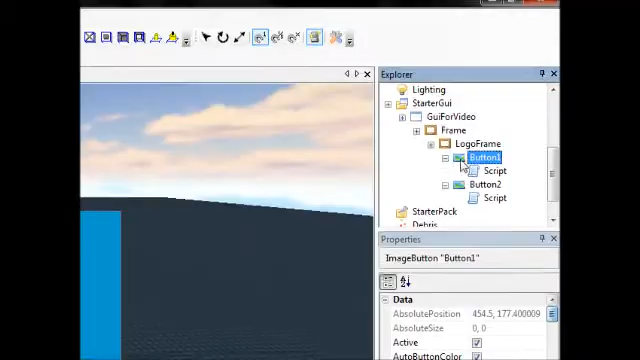 Explorer
Lighting
StarterGui
GuiForVideo
Frame
LogoFrame
Button1
Script
Button2
Script
StarterPack
Debris
Properties
ImageButton "Button1"
Data
AbsolutePosition 454.5, 177.400009
AbsoluteSize 0, 0
Active
AutoButtonColor